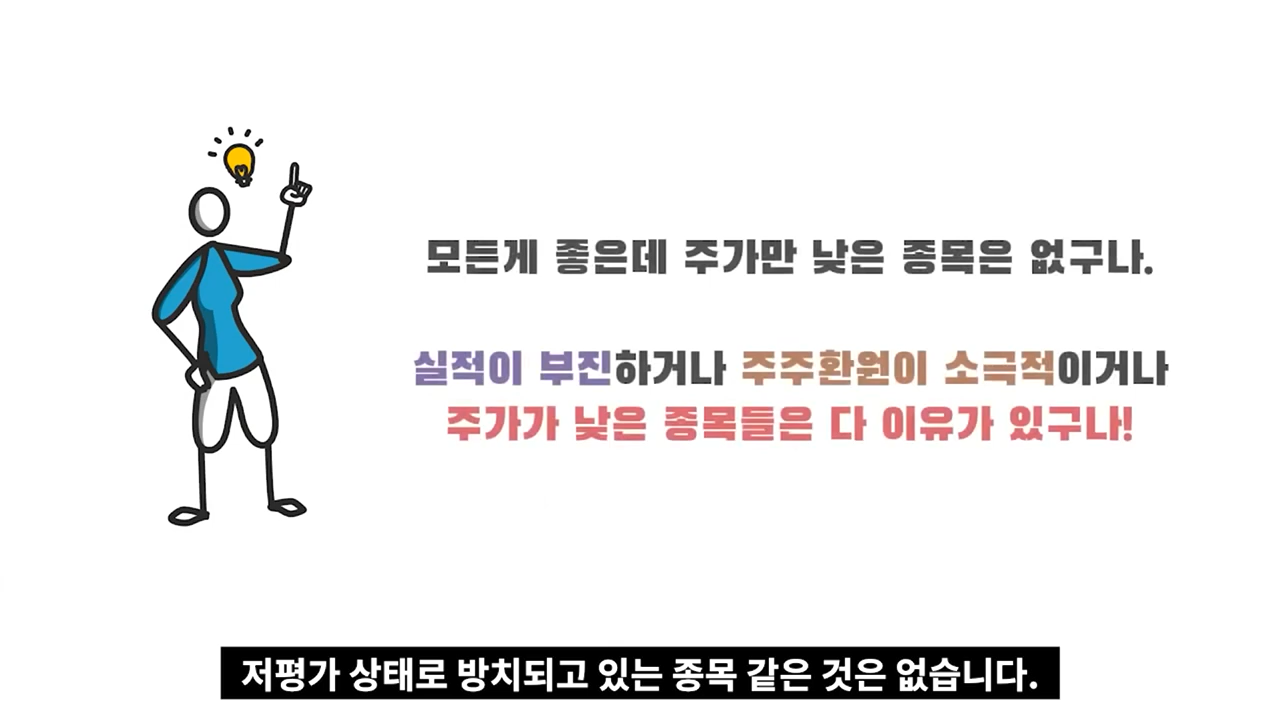 모든게 좋은데 주가만 낮은 종목은 없구나.
실적이 부진하거나 주주환원이 소극적이거나
주가가 낮은 종목들은 다 이유가 있구나!
저평가 상태로 방치되고 있는 종목 같은 것은 없습니다.